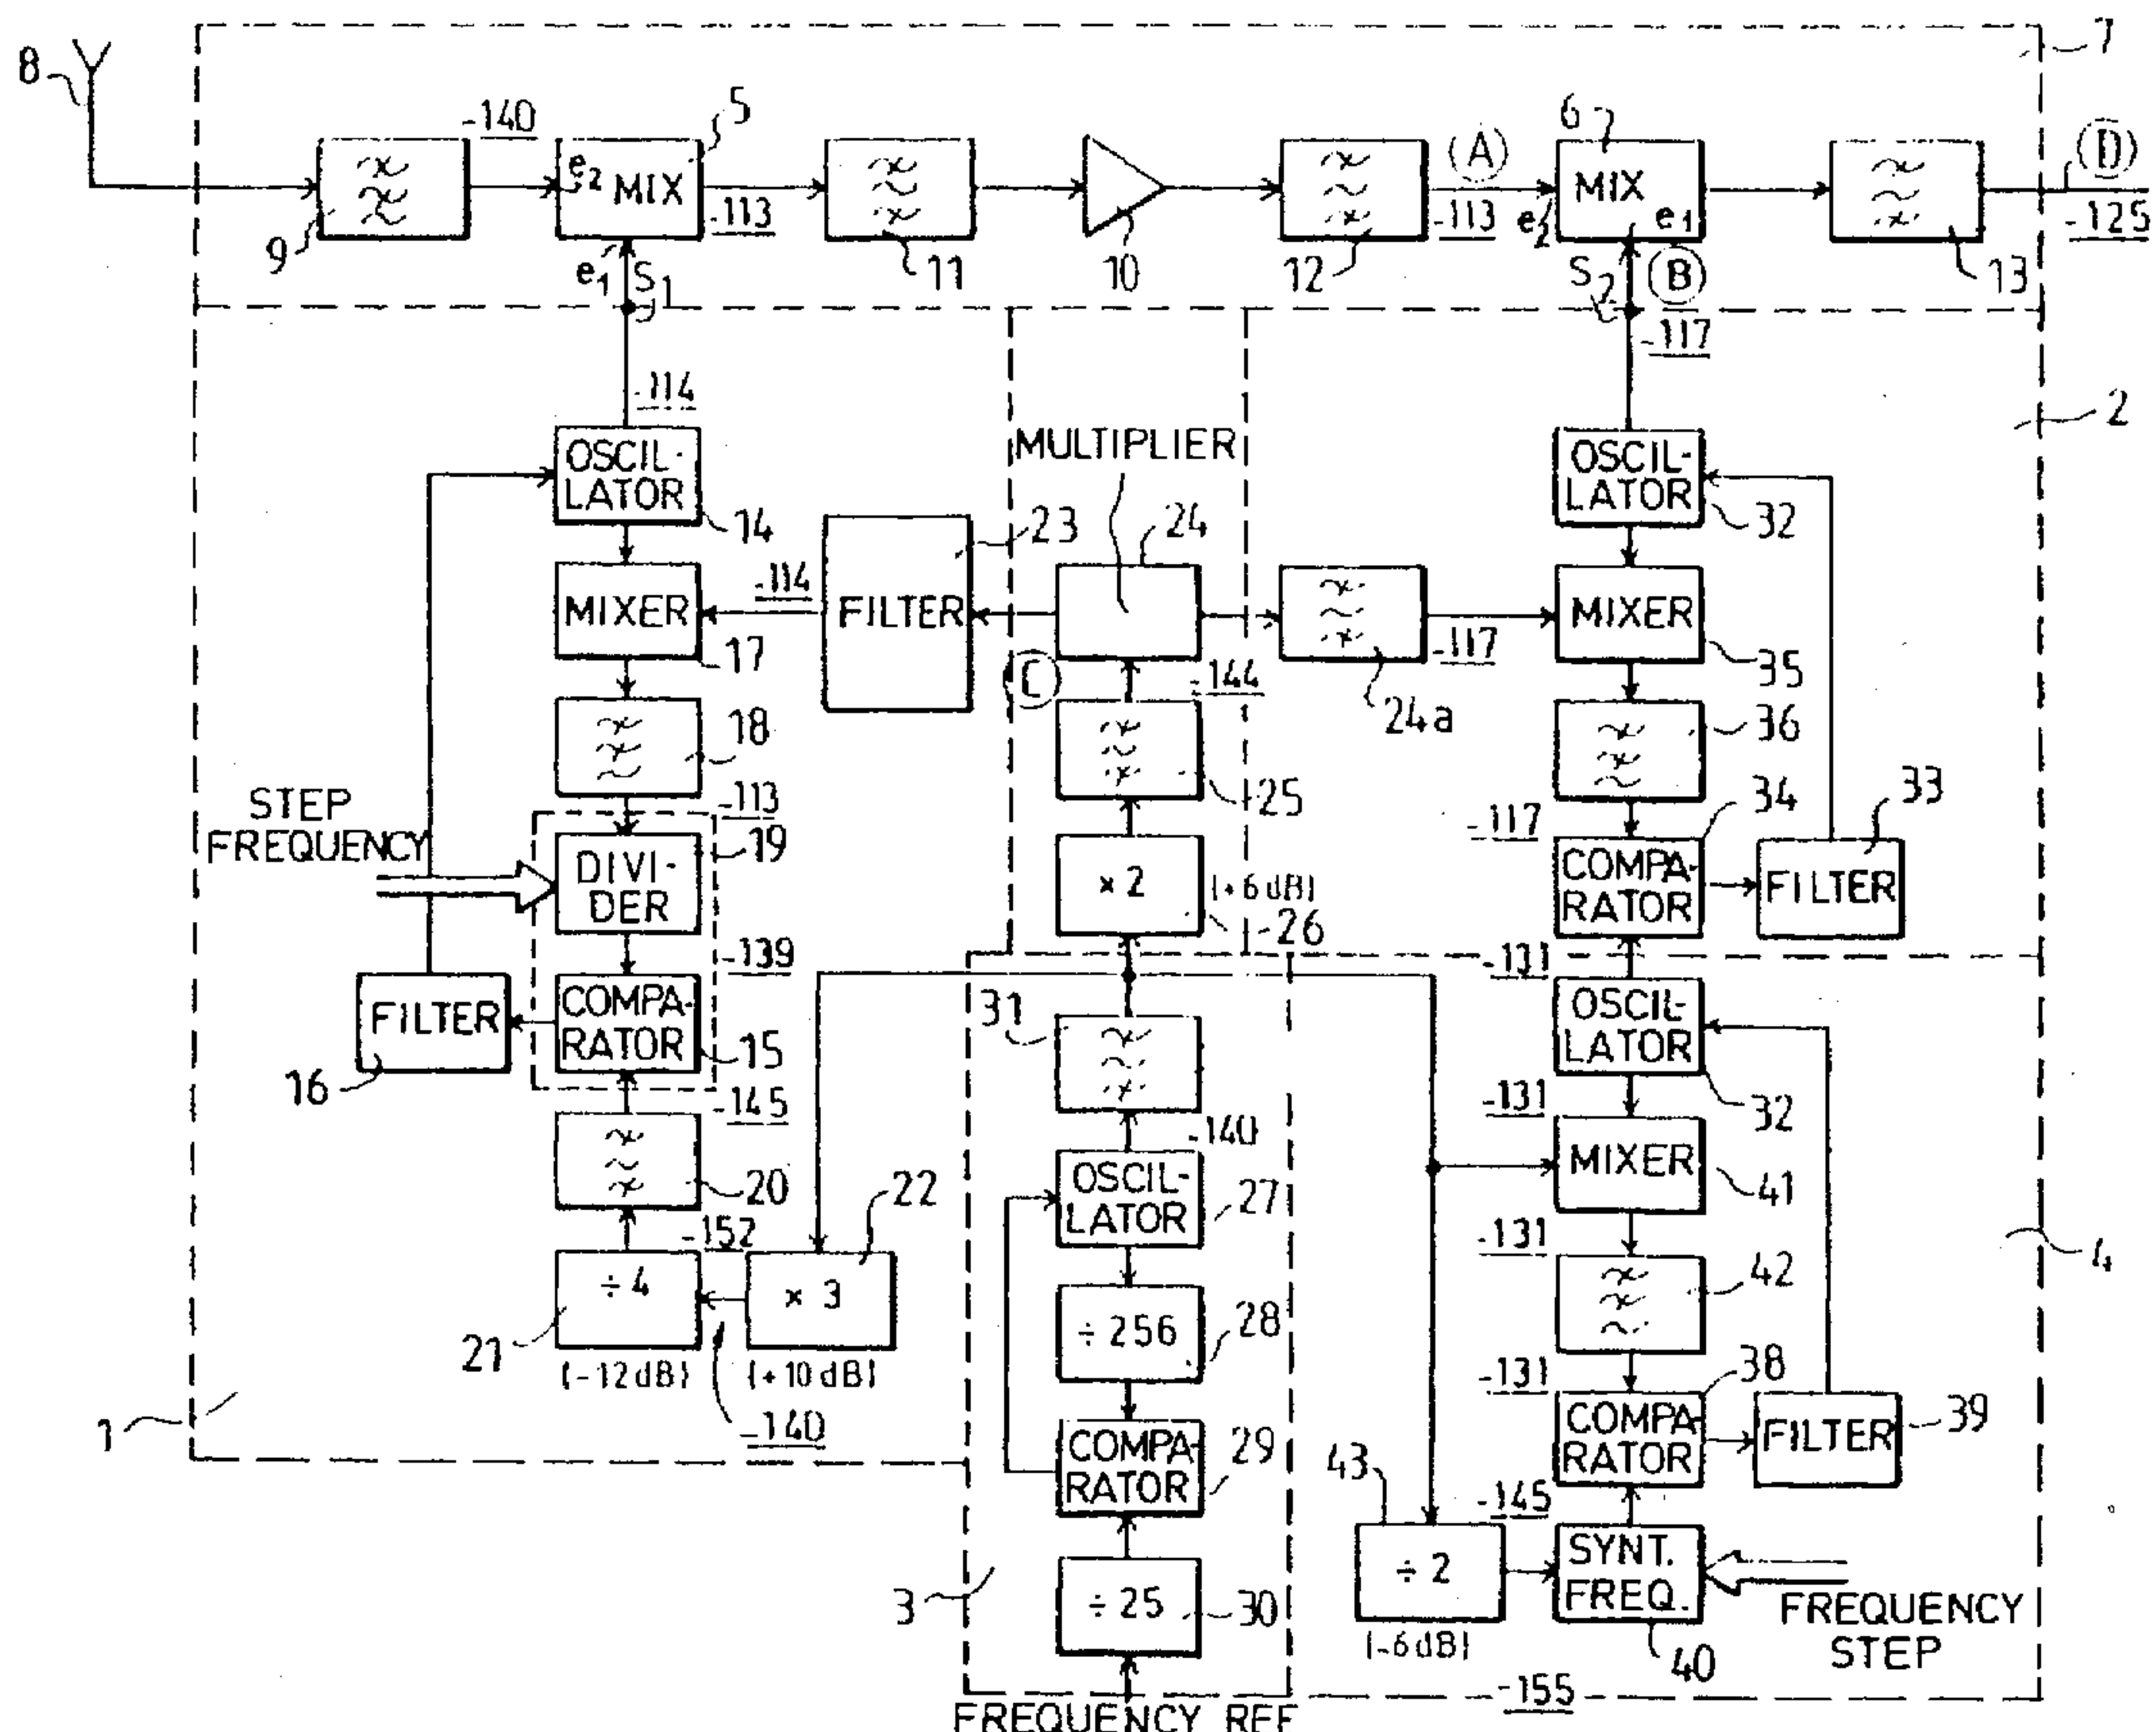 8
7
-140
5
6
(A)
(D)
e2 MIX
-113
-113
e2
MIX
e1
-125
9
e1
S1
11
10
12
S2
(B)
13
-117
2
-114
OSCIL-
LATOR
14
MULTIPLIER
OSCIL-
LATOR
32
23
24
-114
MIXER
17
FILTER
-117
MIXER
35
(C)
-144
24a
18
25
36
STEP
FREQUENCY
-113
19
DIVI-
DER
× 2
(+6 dB)
26
-117
34
33
COMPA-
RATOR
FILTER
-139
FILTER
16
COMPA-
RATOR
15
31
-131
OSCIL-
LATOR
32
-145
20
-140
OSCIL-
LATOR
27
-131
MIXER
41
-152
22
÷ 4
21
× 3
(-12 dB)
(+10 dB)
-140
÷ 256
28
-131
42
4
1
COMPA-
RATOR
29
-131
38
COMPA-
RATOR
FILTER
39
43
-145
3
÷ 25
30
÷ 2
(-6 dB)
SYNT.
FREQ.
40
FREQUENCY
STEP
-155
FREQUENCY REF